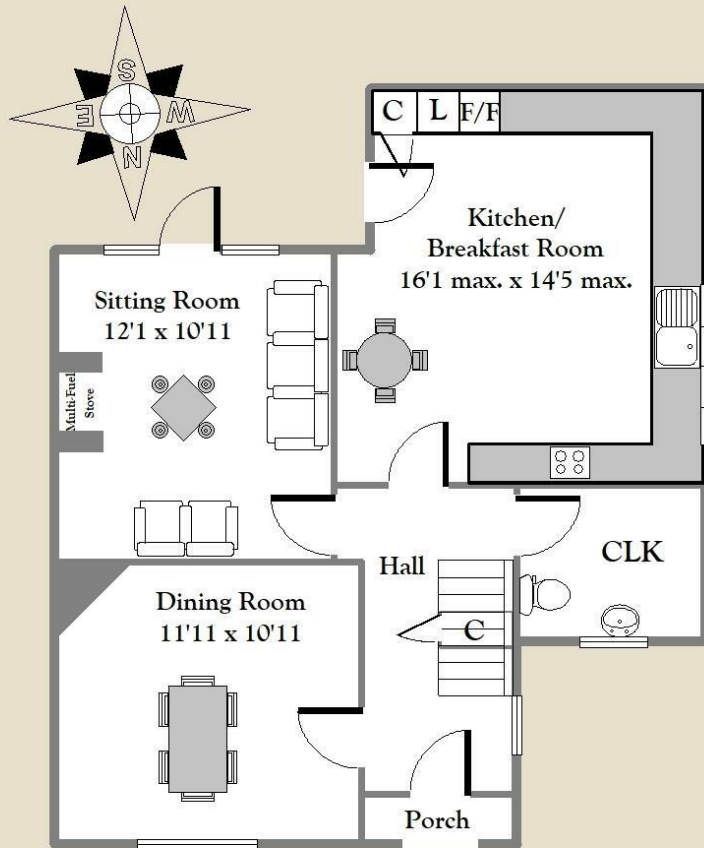 S
E
W
N
C
L
F/F
Kitchen/
Breakfast Room
16'1 max. x 14'5 max.
Sitting Room
12'1 x 10'11
Multi-Fuel
Stove
Hall
CLK
C
Dining Room
11'11 x 10'11
Porch